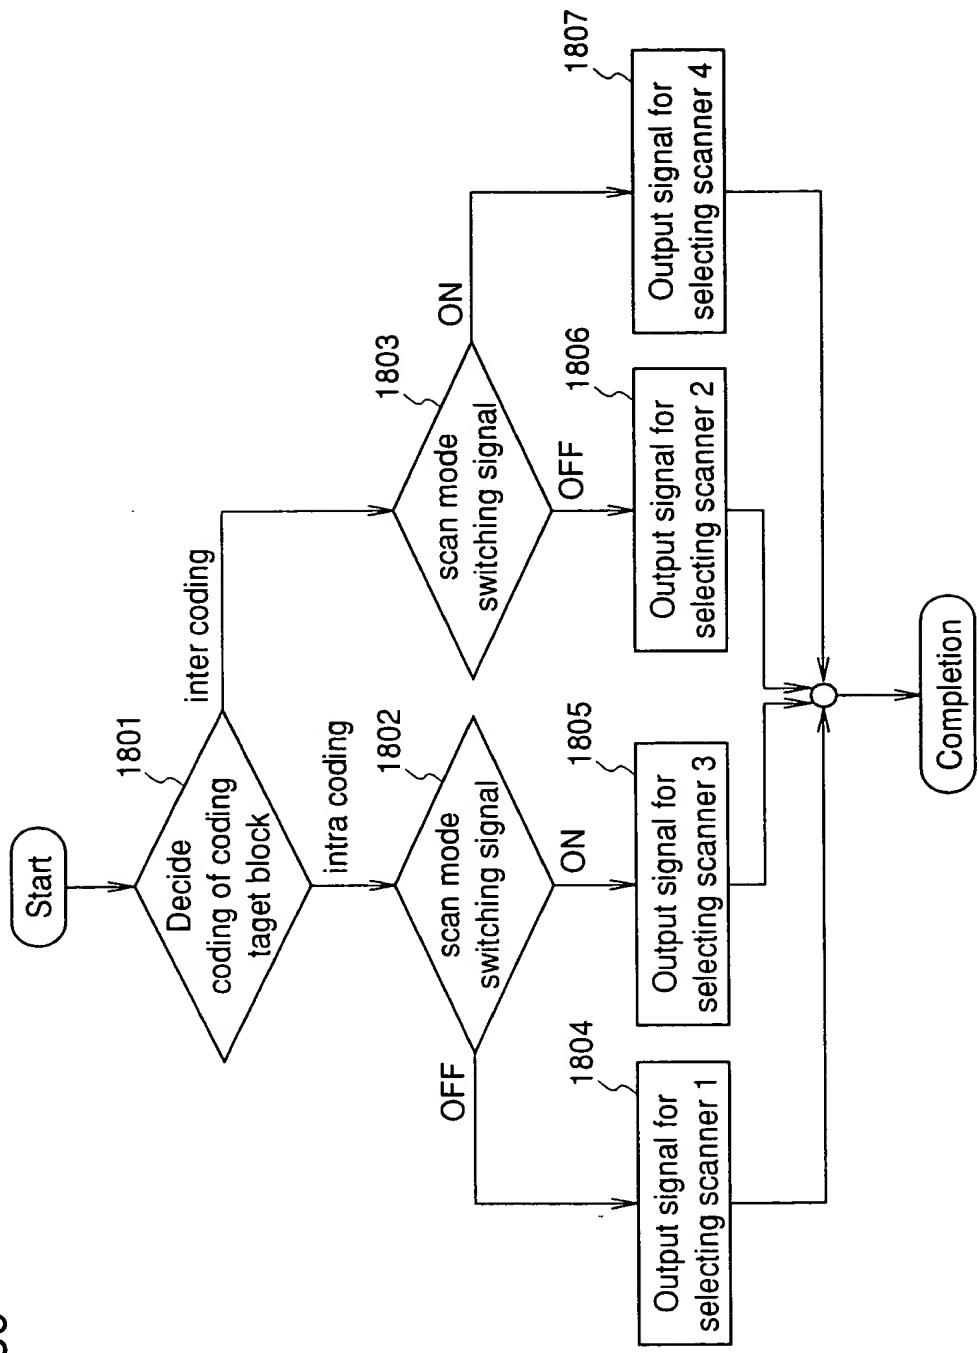 Start
1801
Decide
coding of coding
taget block
inter coding
intra coding
1802
scan mode
switching signal
OFF
ON
1803
scan mode
switching signal
ON
OFF
1804
Output signal for
selecting scanner 1
1805
Output signal for
selecting scanner 3
1806
Output signal for
selecting scanner 2
1807
Output signal for
selecting scanner 4
Completion